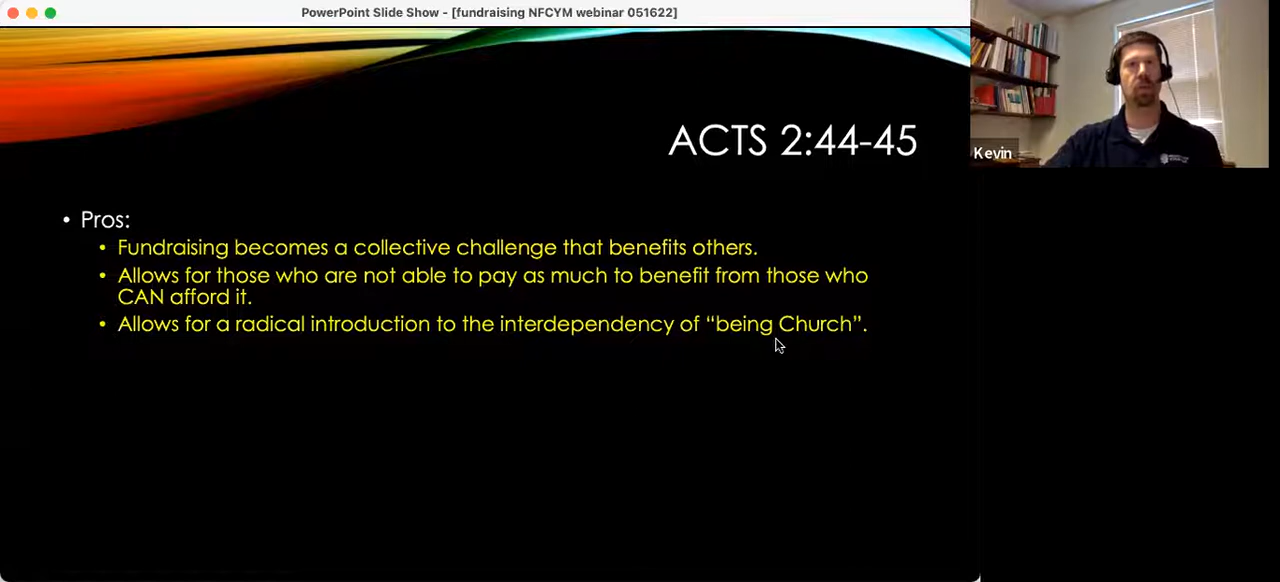 PowerPoint Slide Show - [fundraising NFCYM webinar 051622]
ACTS 2:44-45
Kevin
• Pros:
• Fundraising becomes a collective challenge that benefits others.
• Allows for those who are not able to pay as much to benefit from those who
CAN afford it.
• Allows for a radical introduction to the interdependency of “being Church”.